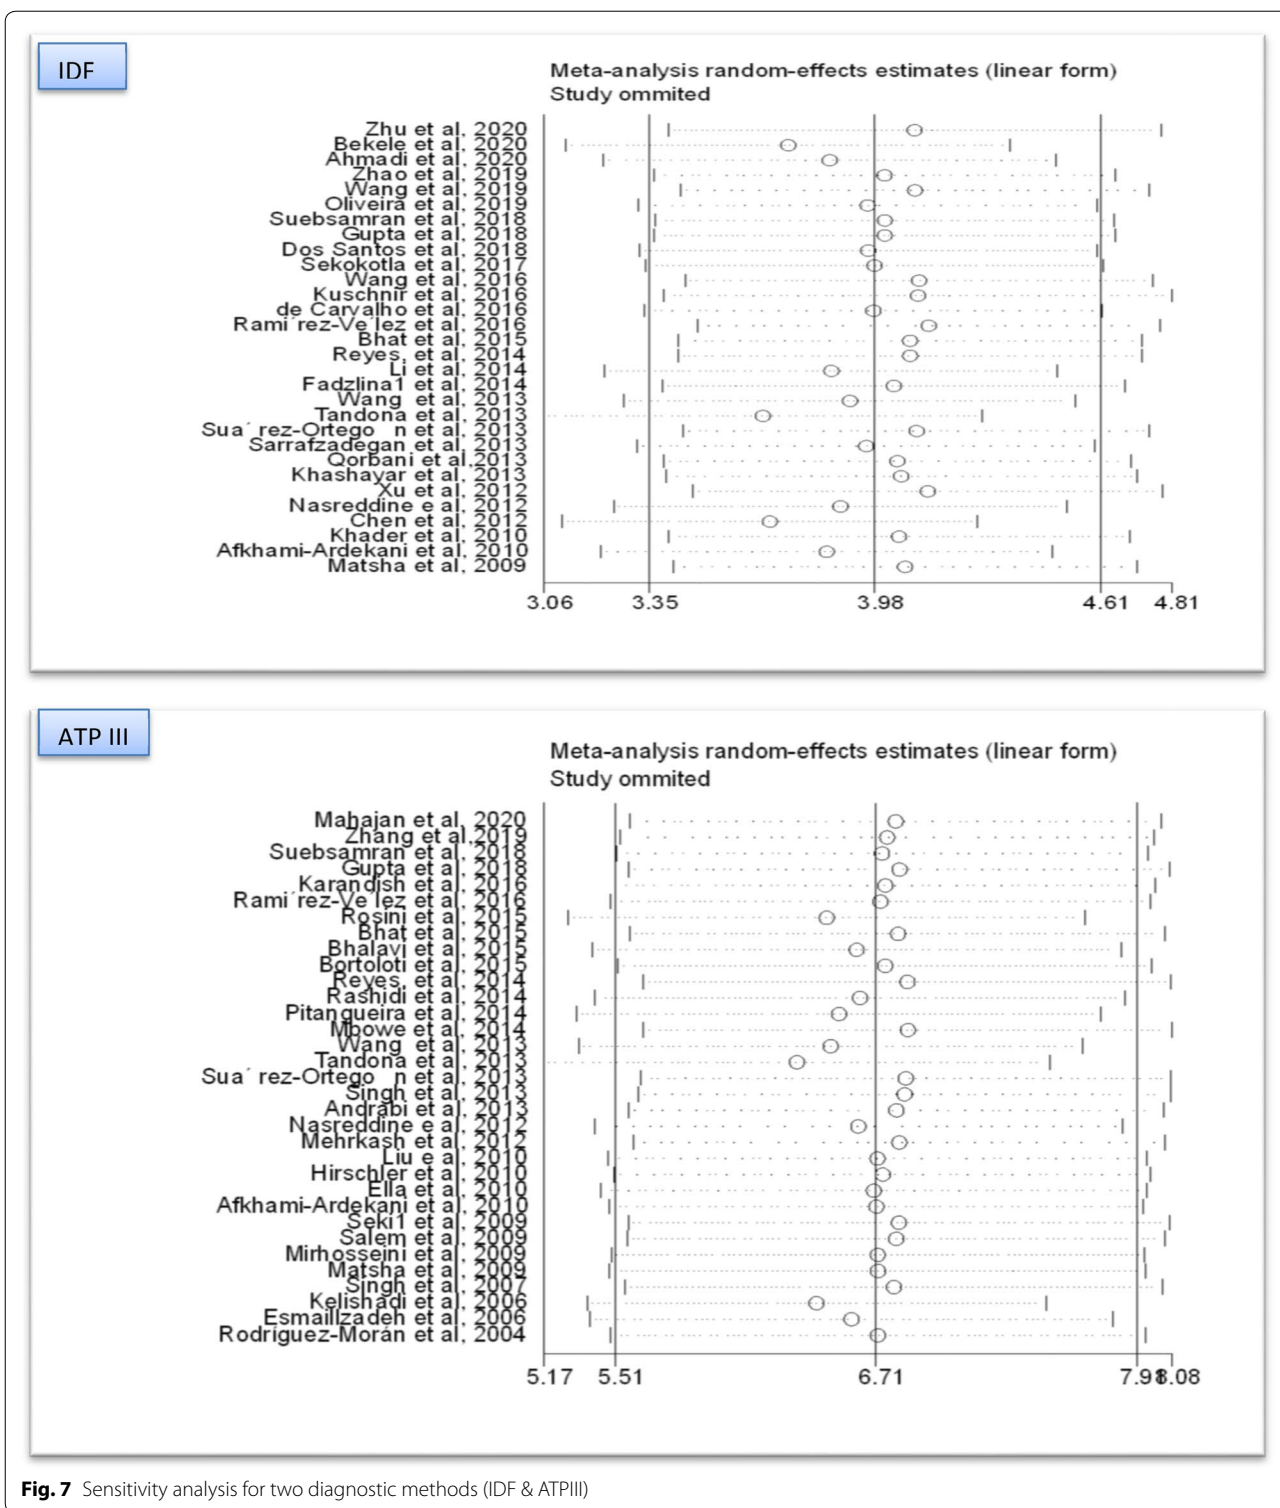 IDF
Meta-analysis random-effects estimates (linear form)
Study ommited
Zhu et al, 2020
Bekele et al, 2020
Ahmadi et al, 2020
Zhao et al, 2019
Wang et al, 2019
Oliveira et al, 2019
Suebsamran et al, 2018
Gupta et al, 2018
Dos Santos et al, 2018
Sekokotla et al, 2017
Wang et al, 2016
Kuschnir et al, 2016
de Carvalho et al, 2016
Rami´rez-Ve´lez et al, 2016
Bhat et al, 2015
Reyes, et al, 2014
Li et al, 2014
Fadzlina1 et al, 2014
Wang et al, 2013
Tandona et al, 2013
Sua´ rez-Ortego n et al, 2013
Sarrafzadegan et al, 2013
Qorbani et al,2013
Khashayar et al, 2013
Xu et al, 2012
Nasreddine e al, 2012
Chen et al, 2012
Khader et al, 2010
Afkhami-Ardekani et al, 2010
Matsha et al, 2009
3.06 3.35 3.98 4.61 4.81
ATP III
Meta-analysis random-effects estimates (linear form)
Study ommited
Mahajan et al, 2020
Zhang et al,2019
Suebsamran et al, 2018
Gupta et al, 2018
Karandish et al, 2016
Rami´rez-Ve´lez et al, 2016
Rosini et al, 2015
Bhat et al, 2015
Bhalavi et al, 2015
Bortoloti et al, 2015
Reyes, et al, 2014
Rashidi et al, 2014
Pitangueira et al, 2014
Mbowe et al, 2014
Wang et al, 2013
Tandona et al, 2013
Sua´ rez-Ortego n et al, 2013
Singh et al, 2013
Andrabi et al, 2013
Nasreddine e al, 2012
Mehrkash et al, 2012
Liu e al, 2010
Hirschler et al, 2010
Ella et al, 2010
Afkhami-Ardekani et al, 2010
Seki1 et al, 2009
Salem et al, 2009
Mirhosseini et al, 2009
Matsha et al, 2009
Singh et al, 2007
Kelishadi et al, 2006
Esmaillzadeh et al, 2006
Rodríguez-Morán et al, 2004
5.17 5.51 6.71 7.91 8.08
Fig. 7 Sensitivity analysis for two diagnostic methods (IDF & ATPIII)